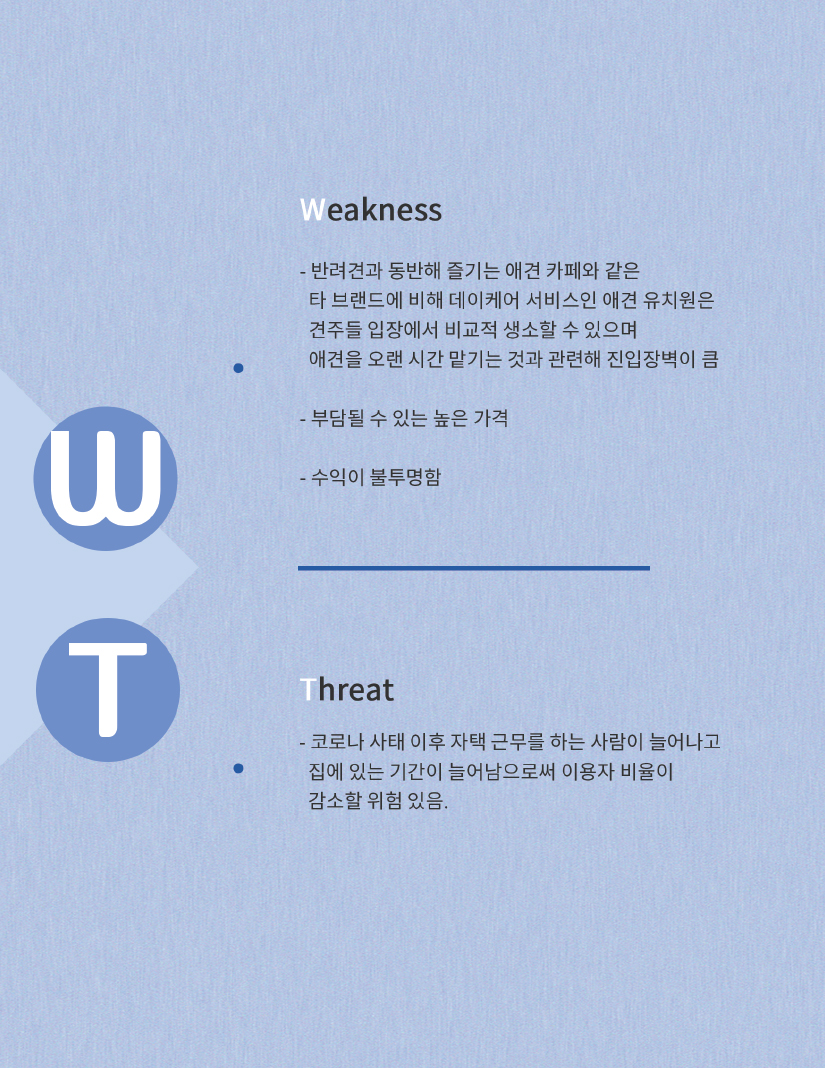 Weakness
- 반려견과 동반해 즐기는 애견 카페와 같은
타 브랜드에 비해 데이케어 서비스인 애견 유치원은
견주들 입장에서 비교적 생소할 수 있으며
애견을 오랜 시간 맡기는 것과 관련해 진입장벽이 큼
- 부담될 수 있는 높은 가격
- 수익이 불투명함
W
T
Threat
- 코로나 사태 이후 자택 근무를 하는 사람이 늘어나고
집에 있는 기간이 늘어남으로써 이용자 비율이
감소할 위험 있음.